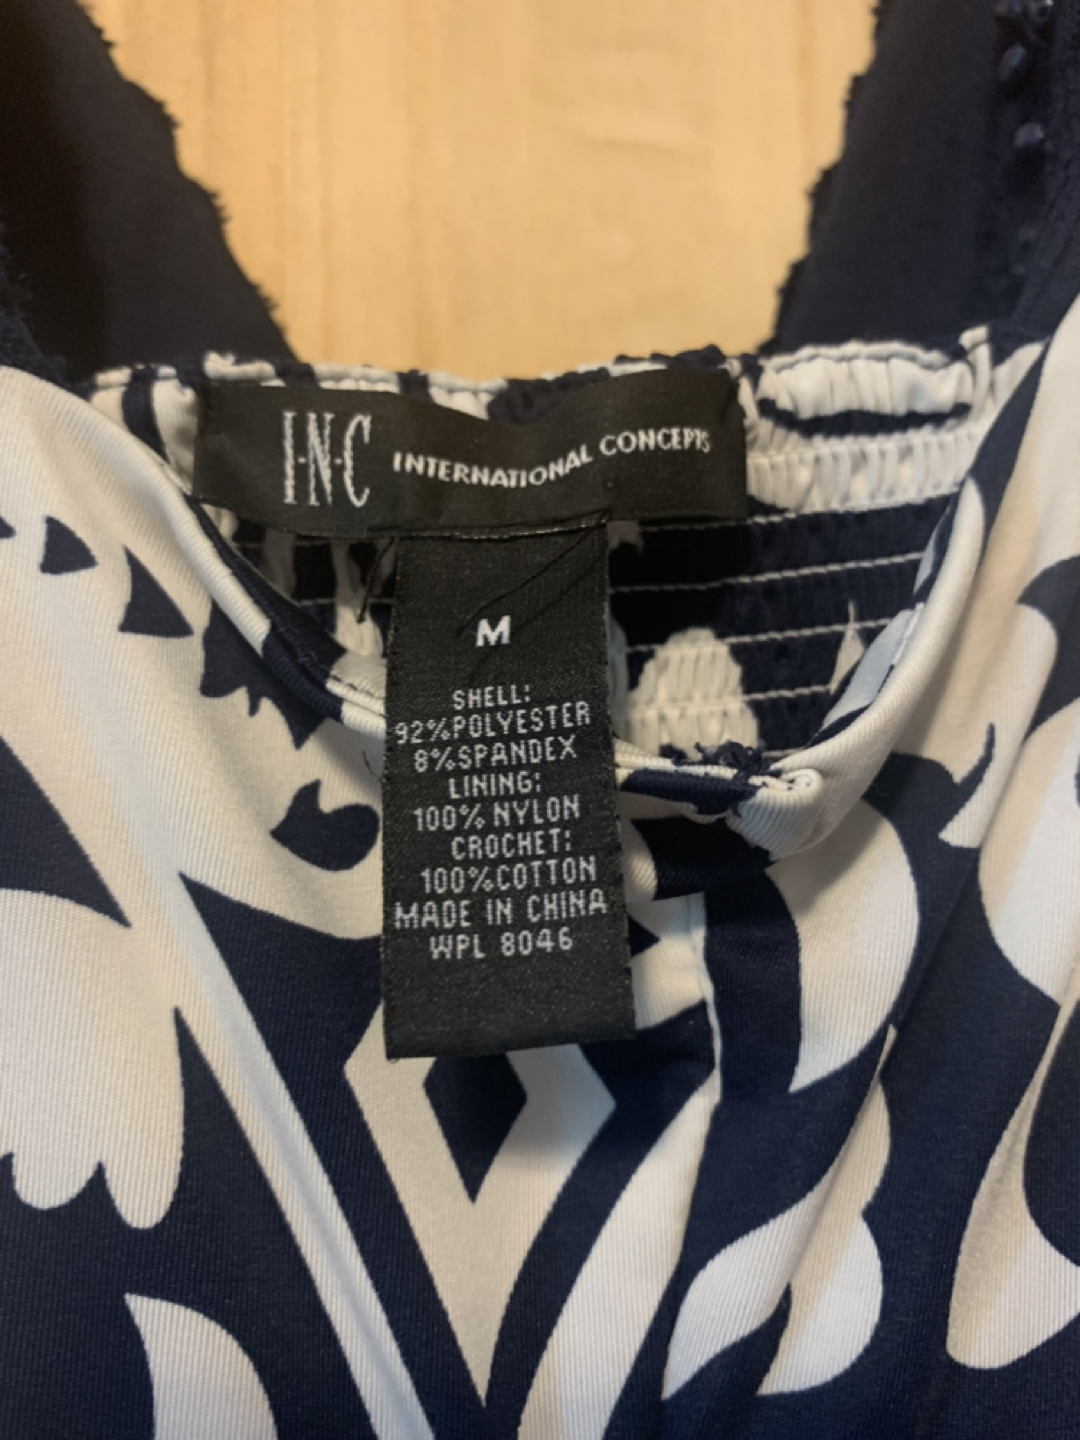 I·N·C INTERNATIONAL CONCEPTS
M
SHELL:
92%POLYESTER
8%SPANDEX
LINING:
100% NYLON
CROCHET:
100%COTTON
MADE IN CHINA
WPL 8046